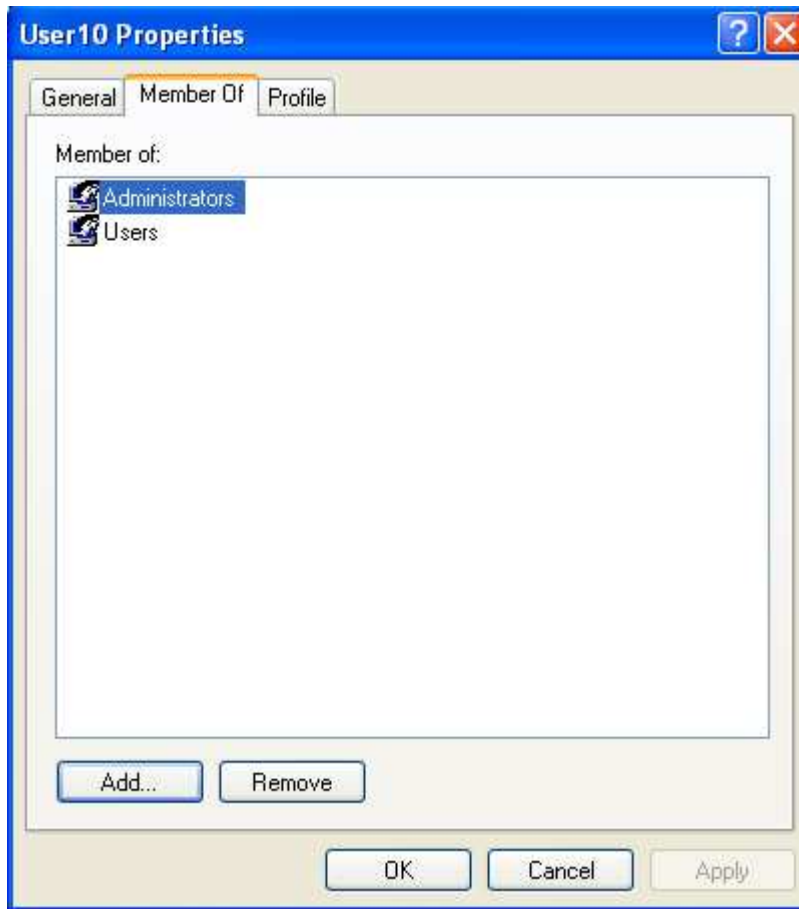 User10 Properties
General Member Of Profile
Member of:
Administrators
Users
Add... Remove
OK Cancel Apply